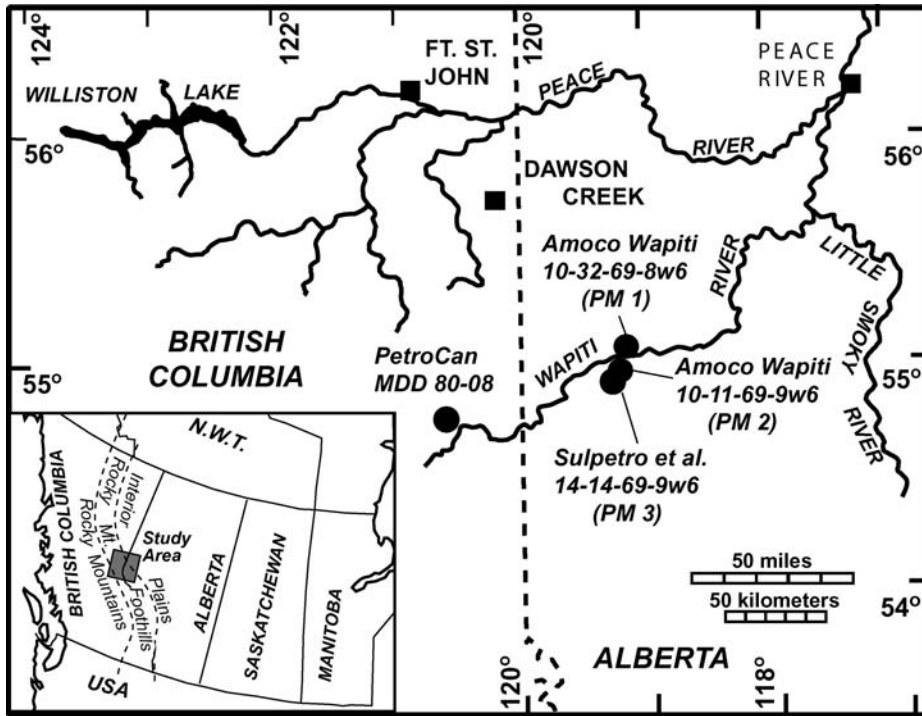 124°
122
120°
FT. ST.
JOHN
PEACE
RIVER
WILLISTON
LAKE
PEACE
RIVER
56°
56°
DAWSON
CREEK
Amoco Wapiti
10-32-69-8w6
(PM 1)
RIVER
LITTLE
SMOKY
RIVER
BRITISH
COLUMBIA
PetroCan
MDD 80-08
WAPITI
55°
55°
Amoco Wapiti
10-11-69-9w6
(PM 2)
Sulpetro et al.
14-14-69-9w6
(PM 3)
N.W.T.
BRITISH COLUMBIA
Rocky Mountains
Rocky Mt. Foothills
Interior Plains
Study
Area
ALBERTA
SASKATCHEWAN
MANITOBA
USA
50 miles
50 kilometers
54°
ALBERTA
120°
118°